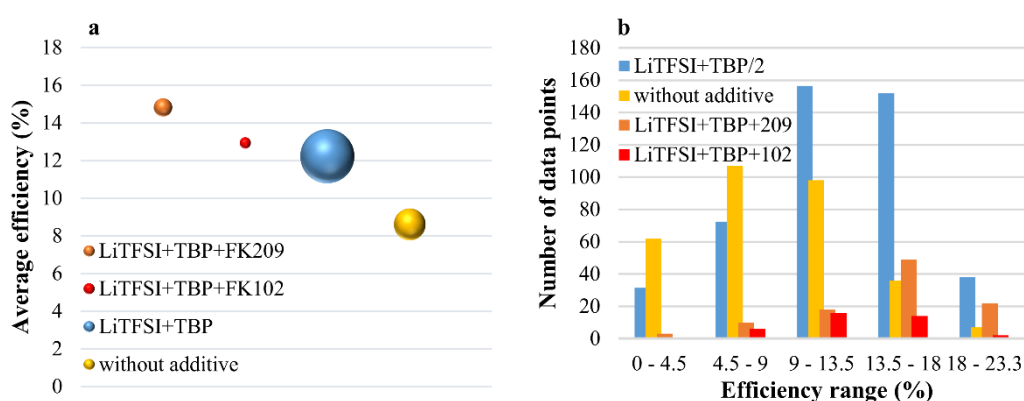 a
Average efficiency (%)
18
16
14
12
10
8
6
4
2
0
LiTFSI+TBP+FK209
LiTFSI+TBP+FK102
LiTFSI+TBP
without additive
b
Number of data points
180
160
140
120
100
80
60
40
20
0
LiTFSI+TBP/2
without additive
LiTFSI+TBP+209
LiTFSI+TBP+102
0 - 4.5 4.5 - 9 9 - 13.5 13.5 - 18 18 - 23.3
Efficiency range (%)